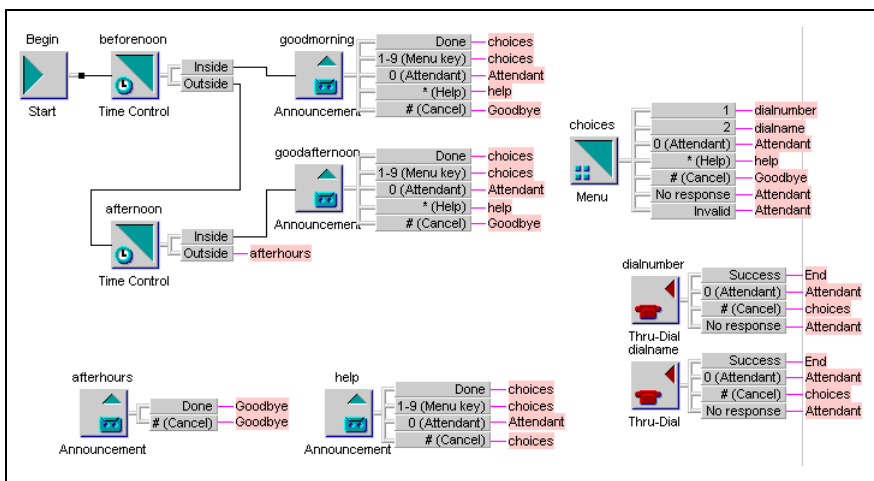 Begin
Start
beforenoon
Time Control
Inside
Outside
goodmorning
Announcement
Done choices
1-9 (Menu key) choices
0 (Attendant) Attendant
* (Help) help
# (Cancel) Goodbye
afternoon
Time Control
Inside
Outside afterhours
goodafternoon
Announcement
Done choices
1-9 (Menu key) choices
0 (Attendant) Attendant
* (Help) help
# (Cancel) Goodbye
choices
Menu
1 dialnumber
2 dialname
0 (Attendant) Attendant
* (Help) help
# (Cancel) Goodbye
No response Attendant
Invalid Attendant
dialnumber
Thru-Dial
Success End
0 (Attendant) Attendant
# (Cancel) choices
No response Attendant
dialname
Thru-Dial
Success End
0 (Attendant) Attendant
# (Cancel) choices
No response Attendant
afterhours
Announcement
Done Goodbye
# (Cancel) Goodbye
help
Announcement
Done choices
1-9 (Menu key) choices
0 (Attendant) Attendant
# (Cancel) choices